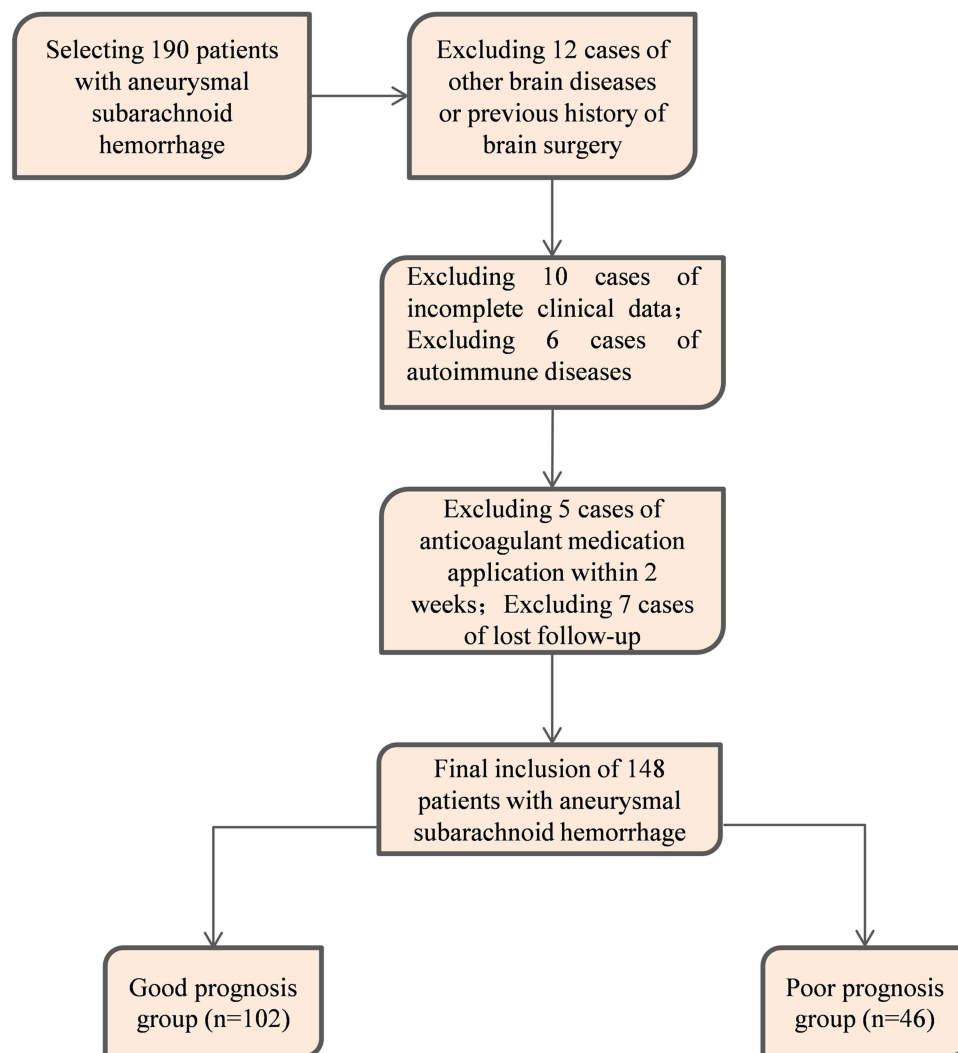 Selecting 190 patients
with aneurysmal
subarachnoid
hemorrhage
Excluding 12 cases of
other brain diseases
or previous history of
brain surgery
Excluding 10 cases of
incomplete clinical data；
Excluding 6 cases of
autoimmune diseases
Excluding 5 cases of
anticoagulant medication
application within 2
weeks；Excluding 7 cases
of lost follow-up
Final inclusion of 148
patients with aneurysmal
subarachnoid hemorrhage
Good prognosis
group (n=102)
Poor prognosis
group (n=46)